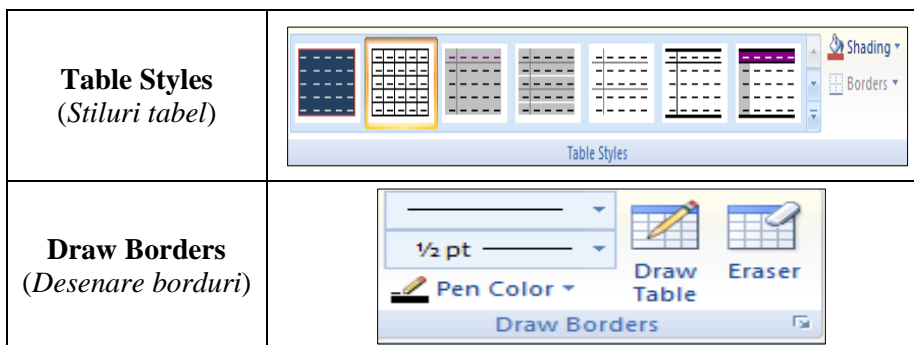 Table Styles
(Stiluri tabel)
Shading
Borders
Table Styles
Draw Borders
(Desenare borduri)
½ pt
Pen Color
Draw
Table
Eraser
Draw Borders